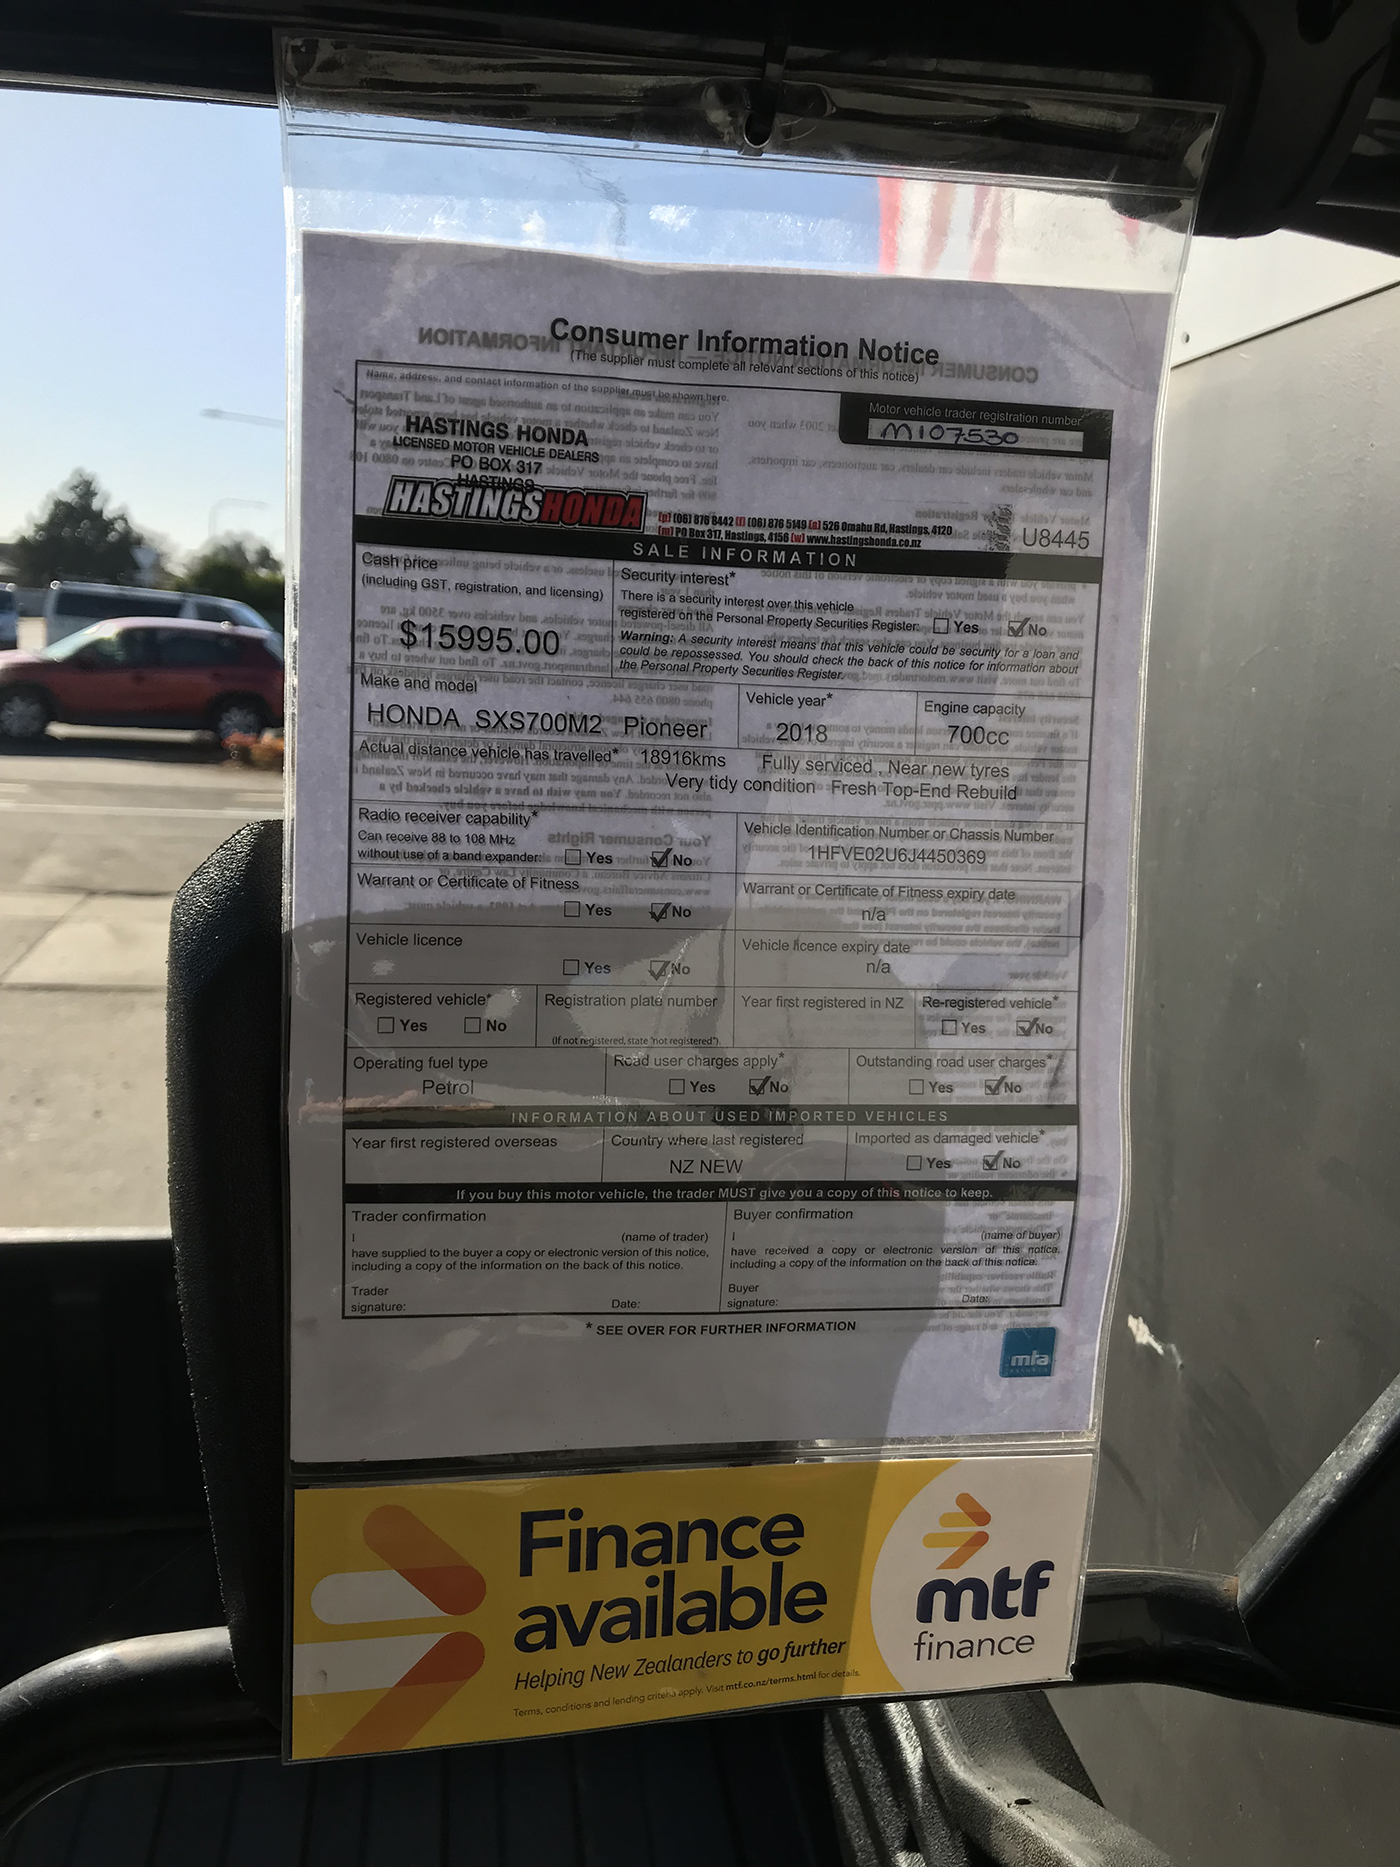 Consumer Information Notice
(The supplier must complete all relevant sections of this notice)
Name, address, and contact information of the supplier must be shown here.
Motor vehicle trader registration number
M107530
HASTINGS HONDA
LICENSED MOTOR VEHICLE DEALERS
PO BOX 317
HASTINGS
HASTINGS HONDA
[p] (06) 876 8442 [f] (06) 876 5149 [a] 526 Omahu Rd, Hastings, 4120
[m] PO Box 317, Hastings, 4156 [w] www.hastingshonda.co.nz
U8445
SALE INFORMATION
Cash price
(including GST, registration, and licensing)
$15995.00
Security interest*
There is a security interest over this vehicle
registered on the Personal Property Securities Register: Yes No
Warning: A security interest means that this vehicle could be security for a loan and
could be repossessed. You should check the back of this notice for information about
the Personal Property Securities Register.
Make and model
HONDA SXS700M2 Pioneer
Vehicle year*
2018
Engine capacity
700cc
Actual distance vehicle has travelled* 18916kms Fully serviced , Near new tyres
Very tidy condition Fresh Top-End Rebuild
Radio receiver capability*
Can receive 88 to 108 MHz
without use of a band expander: Yes No
Vehicle Identification Number or Chassis Number
1HFVE02U6J4450369
Warrant or Certificate of Fitness
Yes No
Warrant or Certificate of Fitness expiry date
n/a
Vehicle licence
Yes No
Vehicle licence expiry date
n/a
Registered vehicle*
Yes No
Registration plate number
(If not registered, state "not registered").
Year first registered in NZ
Re-registered vehicle*
Yes No
Operating fuel type
Petrol
Road user charges apply*
Yes No
Outstanding road user charges*
Yes No
INFORMATION ABOUT USED IMPORTED VEHICLES
Year first registered overseas
Country where last registered
NZ NEW
Imported as damaged vehicle*
Yes No
If you buy this motor vehicle, the trader MUST give you a copy of this notice to keep.
Trader confirmation
I (name of trader)
have supplied to the buyer a copy or electronic version of this notice,
including a copy of the information on the back of this notice.
Trader
signature: Date:
Buyer confirmation
I (name of buyer)
have received a copy or electronic version of this notice,
including a copy of the information on the back of this notice.
Buyer
signature: Date:
* SEE OVER FOR FURTHER INFORMATION
mta
Finance
available
Helping New Zealanders to go further
Terms, conditions and lending criteria apply. Visit mtf.co.nz/terms.html for details.
mtf
finance